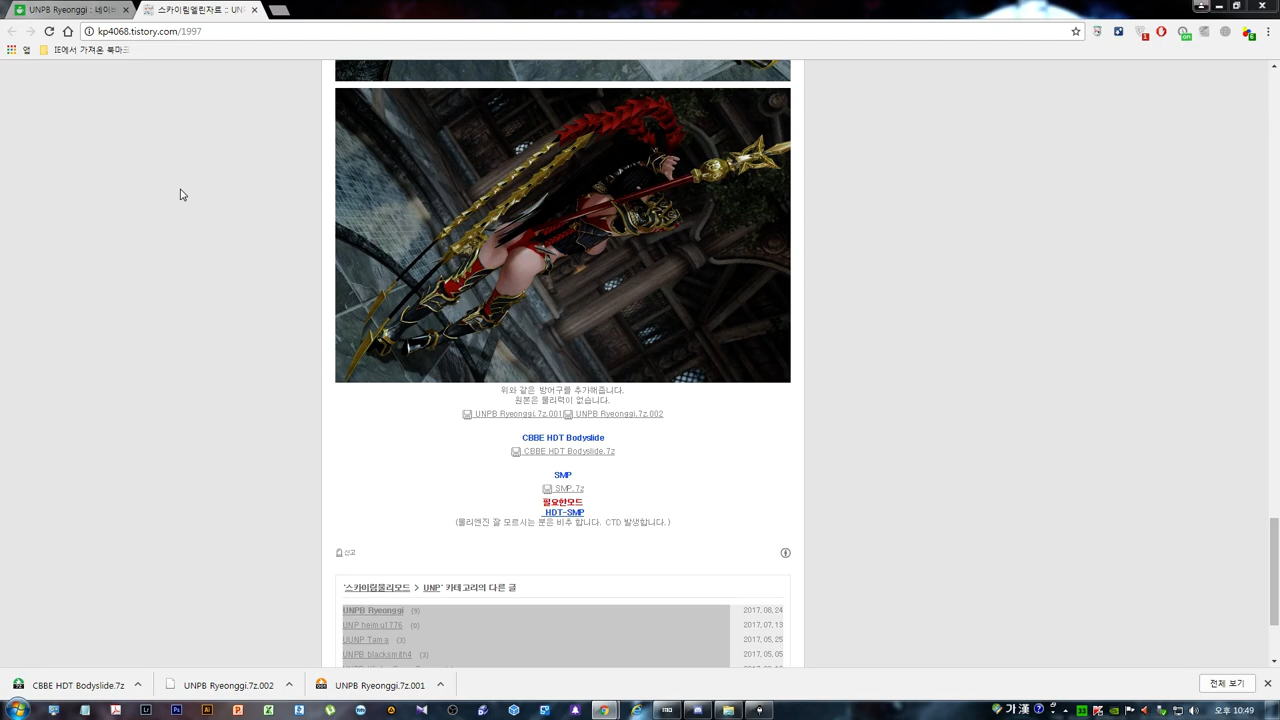 UNPB Ryeonggi : 네이버
스카이림엘린자료 :: UNP
kp4068.tistory.com/1997
앱 IE에서 가져온 북마크
위와 같은 방어구를 추가해줍니다.
원본은 물리력이 없습니다.
UNPB Ryeonggi.7z.001 UNPB Ryeonggi.7z.002
CBBE HDT Bodyslide
CBBE HDT Bodyslide.7z
SMP
SMP.7z
필요한모드
HDT-SMP
(물리엔진 잘 모르시는 분은 비추 합니다. CTD 발생합니다.)
신고
'스카이림물리모드 > UNP' 카테고리의 다른 글
UNPB Ryeonggi (9) 2017.08.24
UNP heimu1776 (0) 2017.07.13
UUNP Tama (3) 2017.05.25
UNPB blacksmith4 (3) 2017.05.05
CBBE HDT Bodyslide.7z UNPB Ryeonggi.7z.002 UNPB Ryeonggi.7z.001 전체 보기
가 漢 33 오후 10:49